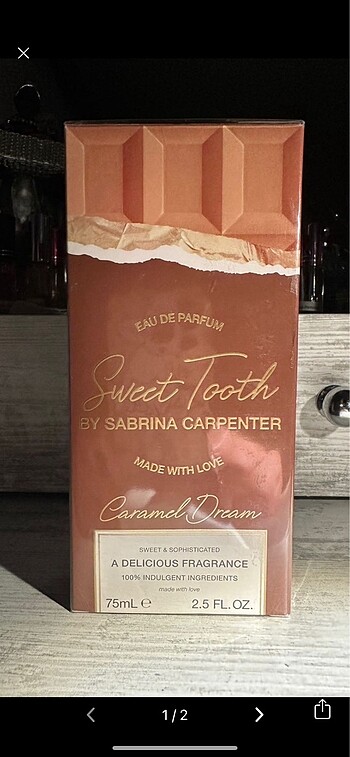 EAU DE PARFUM
Sweet Tooth
BY SABRINA CARPENTER
MADE WITH LOVE
Caramel Dream
SWEET & SOPHISTICATED
A DELICIOUS FRAGRANCE
100% INDULGENT INGREDIENTS
made with love
75mL ℮ 2.5 FL. OZ.
1/2